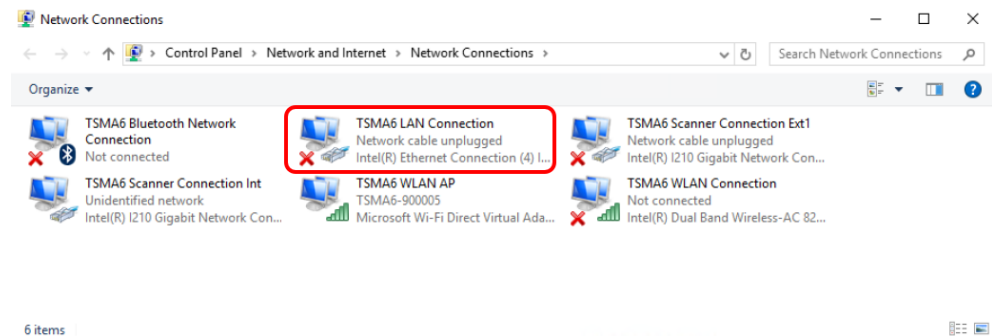 Network Connections
Control Panel > Network and Internet > Network Connections >
Search Network Connections
Organize
TSMA6 Bluetooth Network
Connection
Not connected
TSMA6 LAN Connection
Network cable unplugged
Intel(R) Ethernet Connection (4) I...
TSMA6 Scanner Connection Ext1
Network cable unplugged
Intel(R) I210 Gigabit Network Con...
TSMA6 Scanner Connection Int
Unidentified network
Intel(R) I210 Gigabit Network Con...
TSMA6 WLAN AP
TSMA6-900005
Microsoft Wi-Fi Direct Virtual Ada...
TSMA6 WLAN Connection
Not connected
Intel(R) Dual Band Wireless-AC 82...
6 items